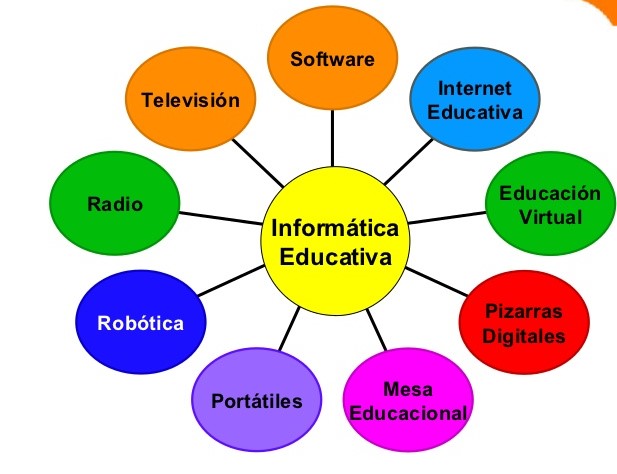 Software
Internet
Educativa
Televisión
Educación
Virtual
Radio
Informática
Educativa
Pizarras
Digitales
Robótica
Mesa
Educacional
Portátiles